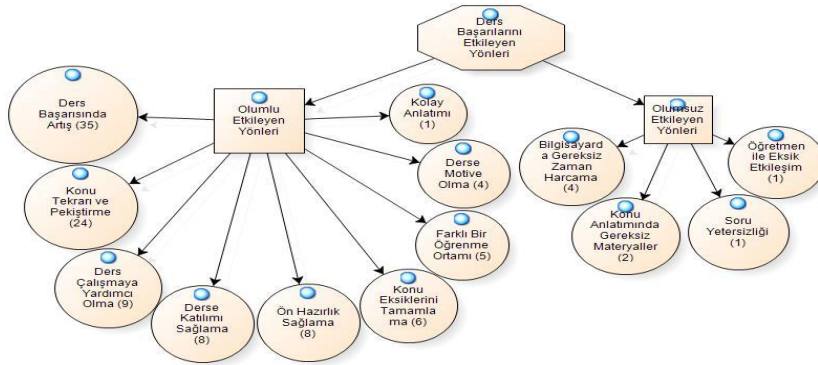 Ders
Başarılarını
Etkileyen
Yönleri
Olumlu
Etkileyen
Yönleri
Olumsuz
Etkileyen
Yönleri
Ders
Başarısında
Artış (35)
Konu
Tekrarı ve
Pekiştirme
(24)
Ders
Çalışmaya
Yardımcı
Olma (9)
Derse
Katılımı
Sağlama
(8)
Ön Hazırlık
Sağlama
(8)
Konu
Eksiklerini
Tamamla
ma (6)
Farklı Bir
Öğrenme
Ortamı (5)
Derse
Motive
Olma (4)
Kolay
Anlatımı
(1)
Bilgisayard
a Gereksiz
Zaman
Harcama
(4)
Konu
Anlatımında
Gereksiz
Materyaller
(2)
Soru
Yetersizliği
(1)
Öğretmen
ile Eksik
Etkileşim
(1)